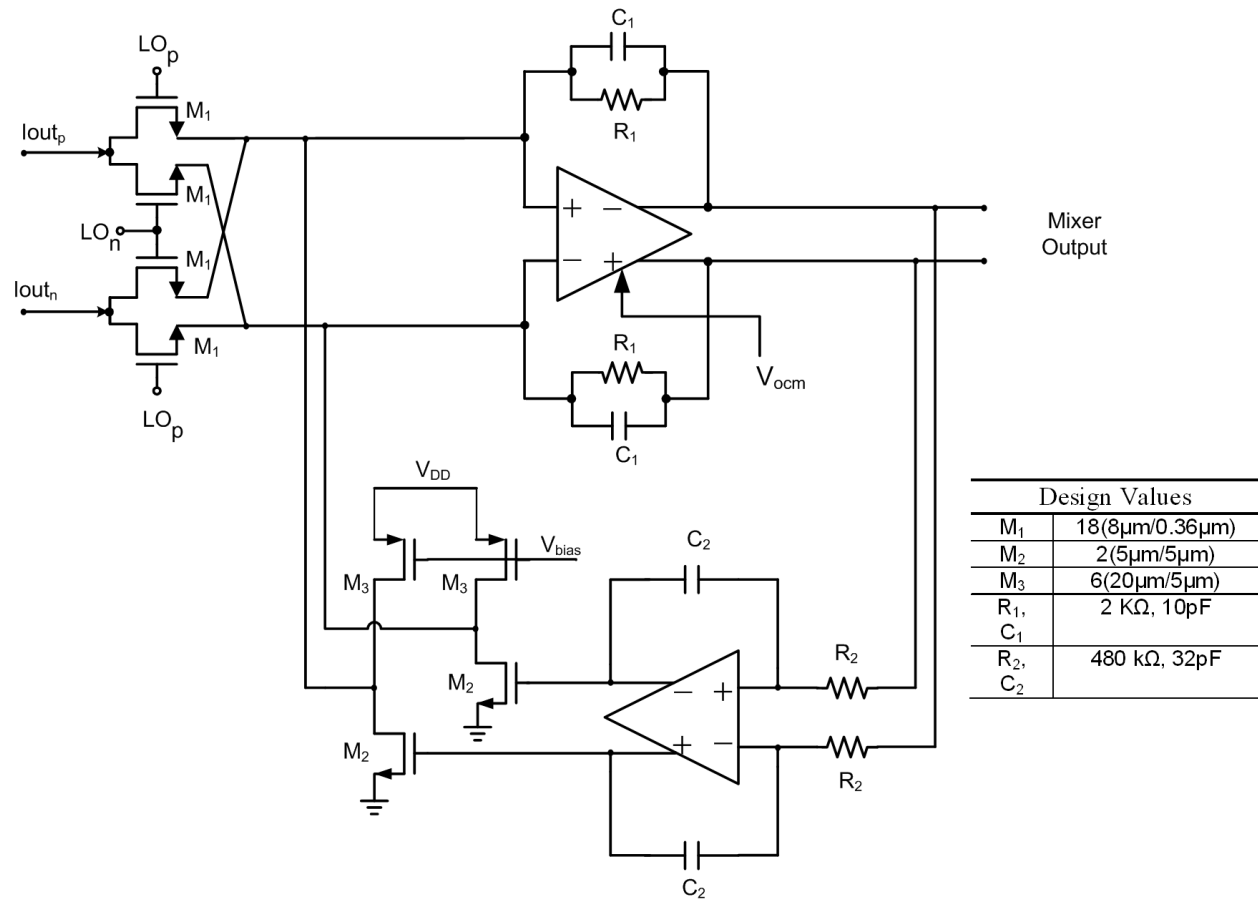 C1
LOp
M1
R1
Ioutp
M1
+ −
LOn
M1
Mixer
Output
− +
Ioutn
M1
R1
Vocm
LOp
C1
VDD
Design Values
M1 18(8µm/0.36µm)
M2 2(5µm/5µm)
M3 6(20µm/5µm)
R1, 2 KΩ, 10pF
C1
R2, 480 kΩ, 32pF
C2
Vbias
C2
M3 M3
R2
M2
− +
+ −
M2
R2
C2